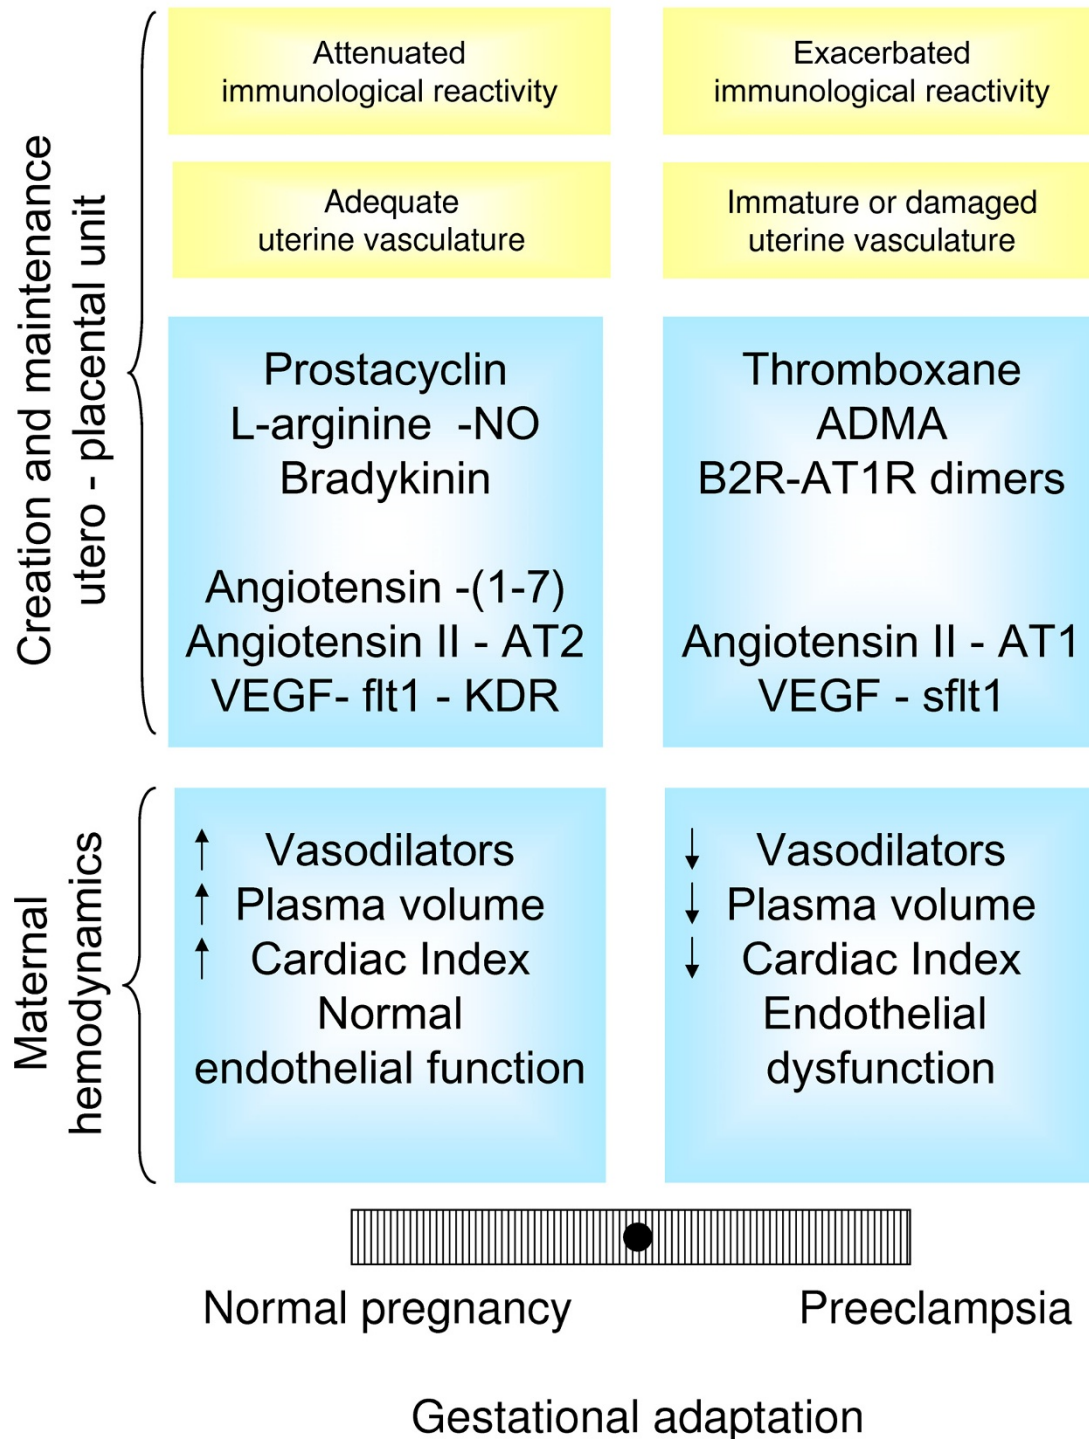 Creation and maintenance
utero - placental unit
Attenuated
immunological reactivity
Exacerbated
immunological reactivity
Adequate
uterine vasculature
Immature or damaged
uterine vasculature
Prostacyclin
L-arginine -NO
Bradykinin
Angiotensin -(1-7)
Angiotensin II - AT2
VEGF- flt1 - KDR
Thromboxane
ADMA
B2R-AT1R dimers
Angiotensin II - AT1
VEGF - sflt1
Maternal
hemodynamics
↑ Vasodilators
↑ Plasma volume
↑ Cardiac Index
Normal
endothelial function
↓ Vasodilators
↓ Plasma volume
↓ Cardiac Index
Endothelial
dysfunction
Normal pregnancy
Preeclampsia
Gestational adaptation